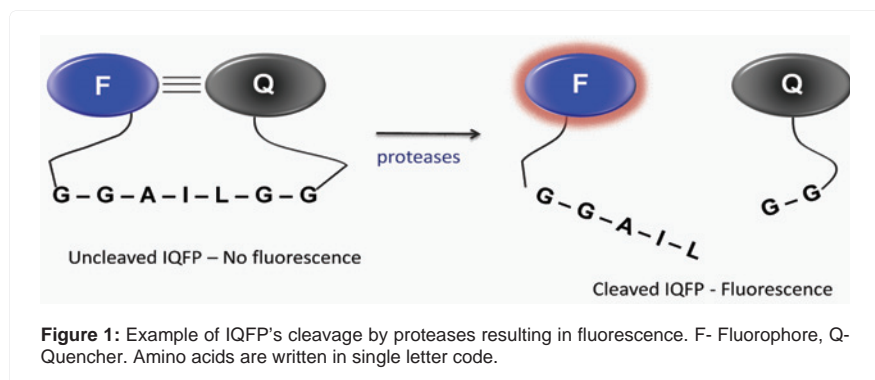 F
Q
F
Q
proteases
G – G – A – I – L – G – G
G – G – A – I – L
G – G
Uncleaved IQFP – No fluorescence
Cleaved IQFP - Fluorescence
Figure 1: Example of IQFP's cleavage by proteases resulting in fluorescence. F- Fluorophore, Q-
Quencher. Amino acids are written in single letter code.